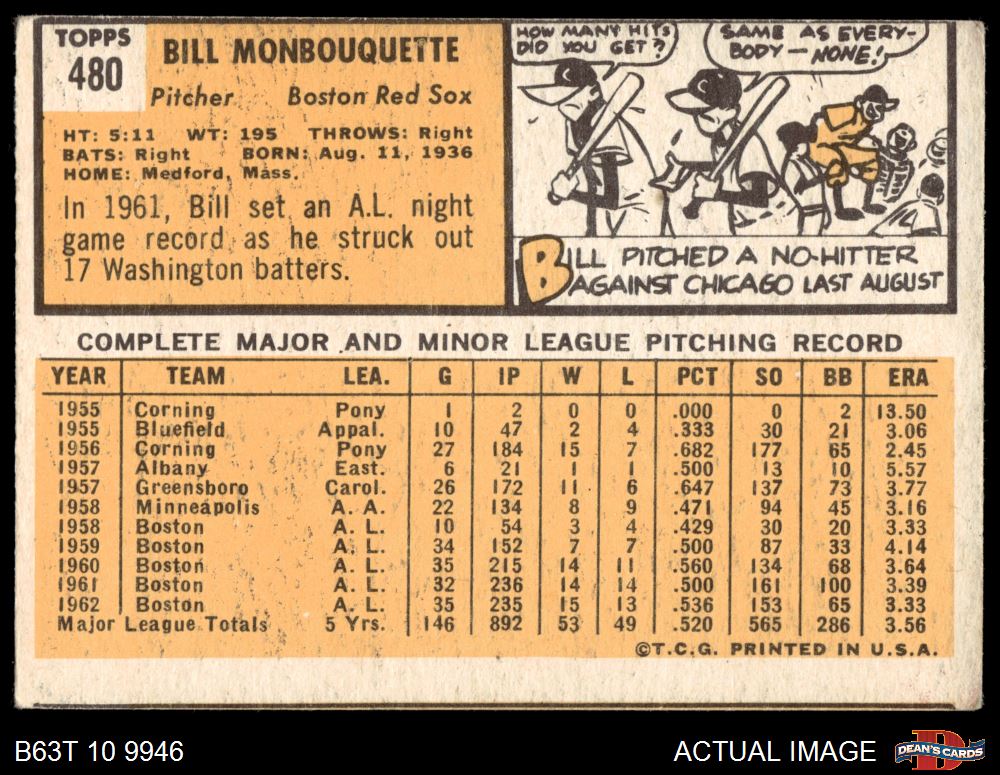 TOPPS
480
BILL MONBOUQUETTE
Pitcher Boston Red Sox
HT: 5:11 WT: 195 THROWS: Right
BATS: Right BORN: Aug. 11, 1936
HOME: Medford, Mass.
In 1961, Bill set an A.L. night
game record as he struck out
17 Washington batters.
HOW MANY HITS
DID YOU GET?
SAME AS EVERY-
BODY — NONE!
BILL PITCHED A NO-HITTER
AGAINST CHICAGO LAST AUGUST
COMPLETE MAJOR AND MINOR LEAGUE PITCHING RECORD
YEAR TEAM LEA. G IP W L PCT SO BB ERA
1955 Corning Pony 1 2 0 0 .000 0 2 13.50
1955 Bluefield Appal. 10 47 2 4 .333 30 21 3.06
1956 Corning Pony 27 184 15 7 .682 177 65 2.45
1957 Albany East. 6 21 1 1 .500 13 10 5.57
1957 Greensboro Carol. 26 172 11 6 .647 137 73 3.77
1958 Minneapolis A. A. 22 134 8 9 .471 94 45 3.16
1958 Boston A. L. 10 54 3 4 .429 30 20 3.33
1959 Boston A. L. 34 152 7 7 .500 87 33 4.14
1960 Boston A. L. 35 215 14 11 .560 134 68 3.64
1961 Boston A. L. 32 236 14 14 .500 161 100 3.39
1962 Boston A. L. 35 235 15 13 .536 153 65 3.33
Major League Totals 5 Yrs. 146 892 53 49 .520 565 286 3.56
©T.C.G. PRINTED IN U.S.A.
B63T 10 9946
ACTUAL IMAGE
D
DEAN'S CARDS